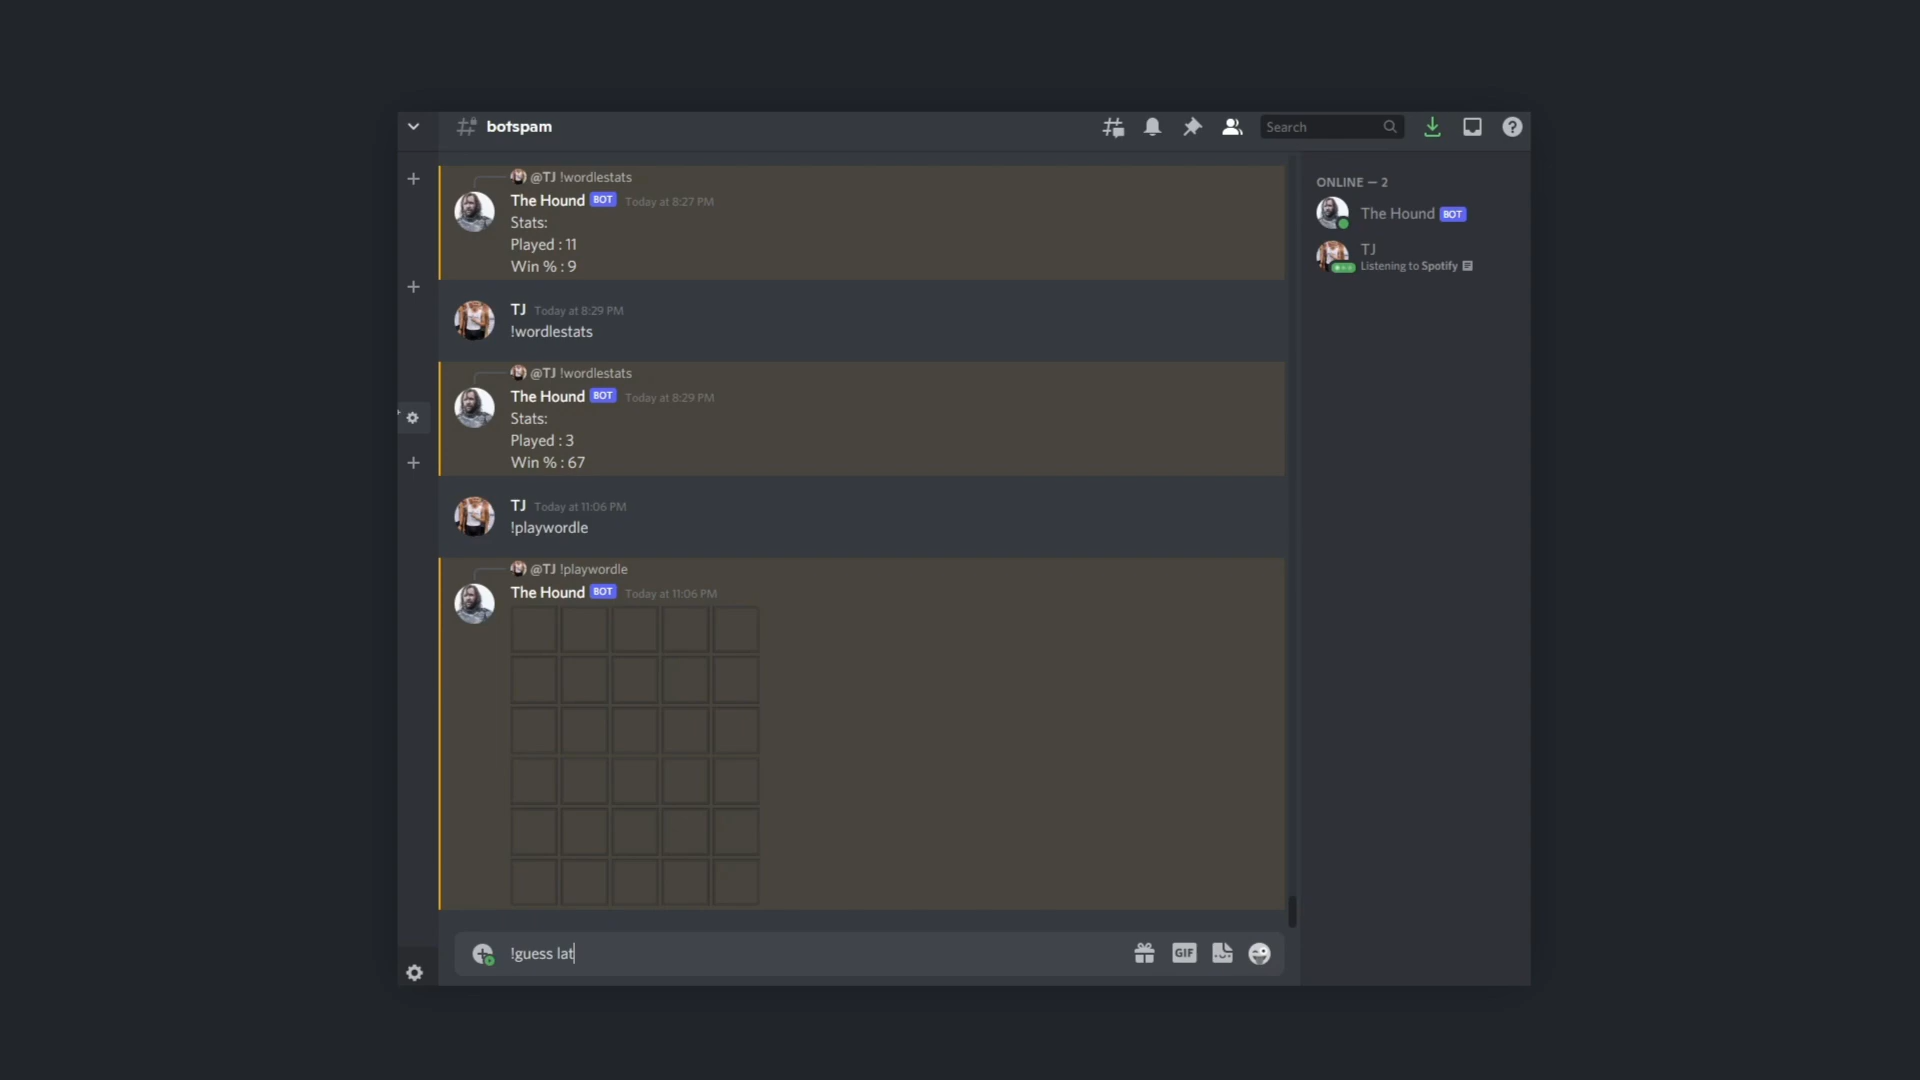 botspam
Search
@TJ !wordlestats
The Hound BOT Today at 8:27 PM
Stats:
Played : 11
Win % : 9
TJ Today at 8:29 PM
!wordlestats
@TJ !wordlestats
The Hound BOT Today at 8:29 PM
Stats:
Played : 3
Win % : 67
TJ Today at 11:06 PM
!playwordle
@TJ !playwordle
The Hound BOT Today at 11:06 PM
!guess lat
GIF
ONLINE — 2
The Hound BOT
TJ
Listening to Spotify